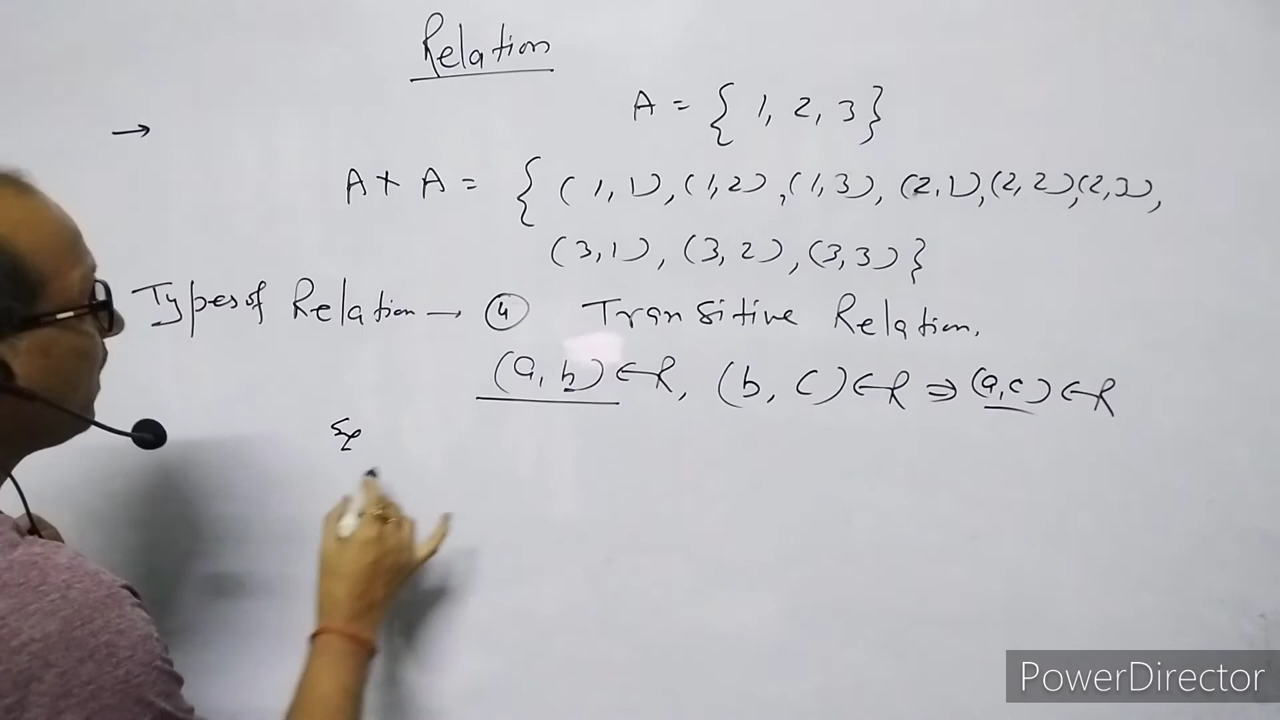 Relation
→ A = { 1, 2, 3 }
A × A = { (1, 1), (1, 2), (1, 3), (2, 1), (2, 2) (2, 3),
(3, 1), (3, 2), (3, 3) }
Types of Relation → ④ Transitive Relation.
(a, b) ∈ R, (b, c) ∈ R ⇒ (a, c) ∈ R
PowerDirector